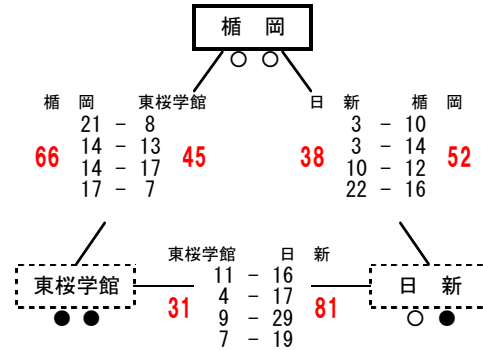 楯 岡
○ ○
楯 岡 東桜学館
21 - 8
66 14 - 13 45
14 - 17
17 - 7
日 新 楯 岡
3 - 10
38 3 - 14 52
10 - 12
22 - 16
東桜学館
● ●
東桜学館 日 新
11 - 16
31 4 - 17 81
9 - 29
7 - 19
日 新
○ ●